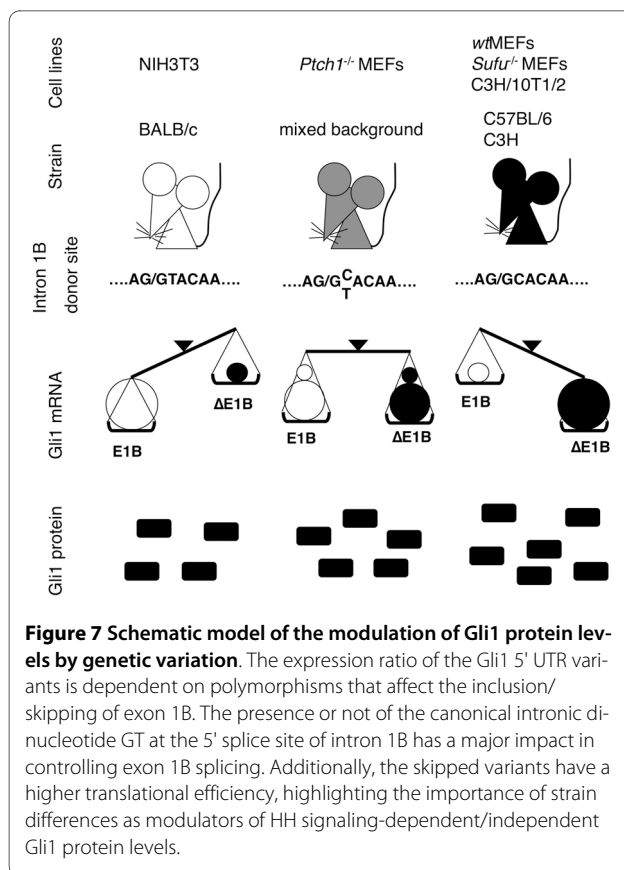 Cell lines
NIH3T3
Ptch1-/- MEFs
wtMEFs
Sufu-/- MEFs
C3H/10T1/2
Strain
BALB/c
mixed background
C57BL/6
C3H
Intron 1B
donor site
....AG/GTACAA....
....AG/G C ACAA....
T
....AG/GCACAA....
Gli1 mRNA
E1B
ΔE1B
E1B
ΔE1B
E1B
ΔE1B
Gli1 protein
Figure 7 Schematic model of the modulation of Gli1 protein lev-
els by genetic variation. The expression ratio of the Gli1 5' UTR vari-
ants is dependent on polymorphisms that affect the inclusion/
skipping of exon 1B. The presence or not of the canonical intronic di-
nucleotide GT at the 5' splice site of intron 1B has a major impact in
controlling exon 1B splicing. Additionally, the skipped variants have a
higher translational efficiency, highlighting the importance of strain
differences as modulators of HH signaling-dependent/independent
Gli1 protein levels.